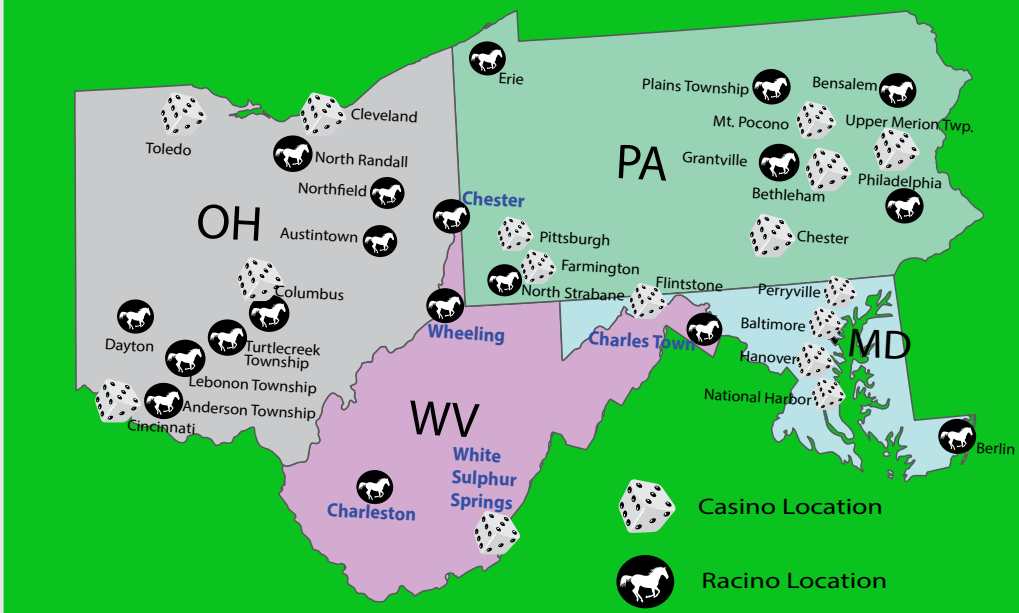 Erie
Plains Township
Bensalem
Mt. Pocono
Upper Merion Twp.
Toledo
Cleveland
North Randall
PA
Grantville
Philadelphia
Northfield
Bethleham
Chester
OH
Austintown
Pittsburgh
Chester
Farmington
Flintstone
Columbus
North Strabane
Perryville
Wheeling
Charles Town
Baltimore
MD
Dayton
Turtlecreek
Township
Hanover
Lebonon Township
National Harbor
Anderson Township
Cincinnati
WV
White
Sulphur
Springs
Berlin
Charleston
Casino Location
Racino Location